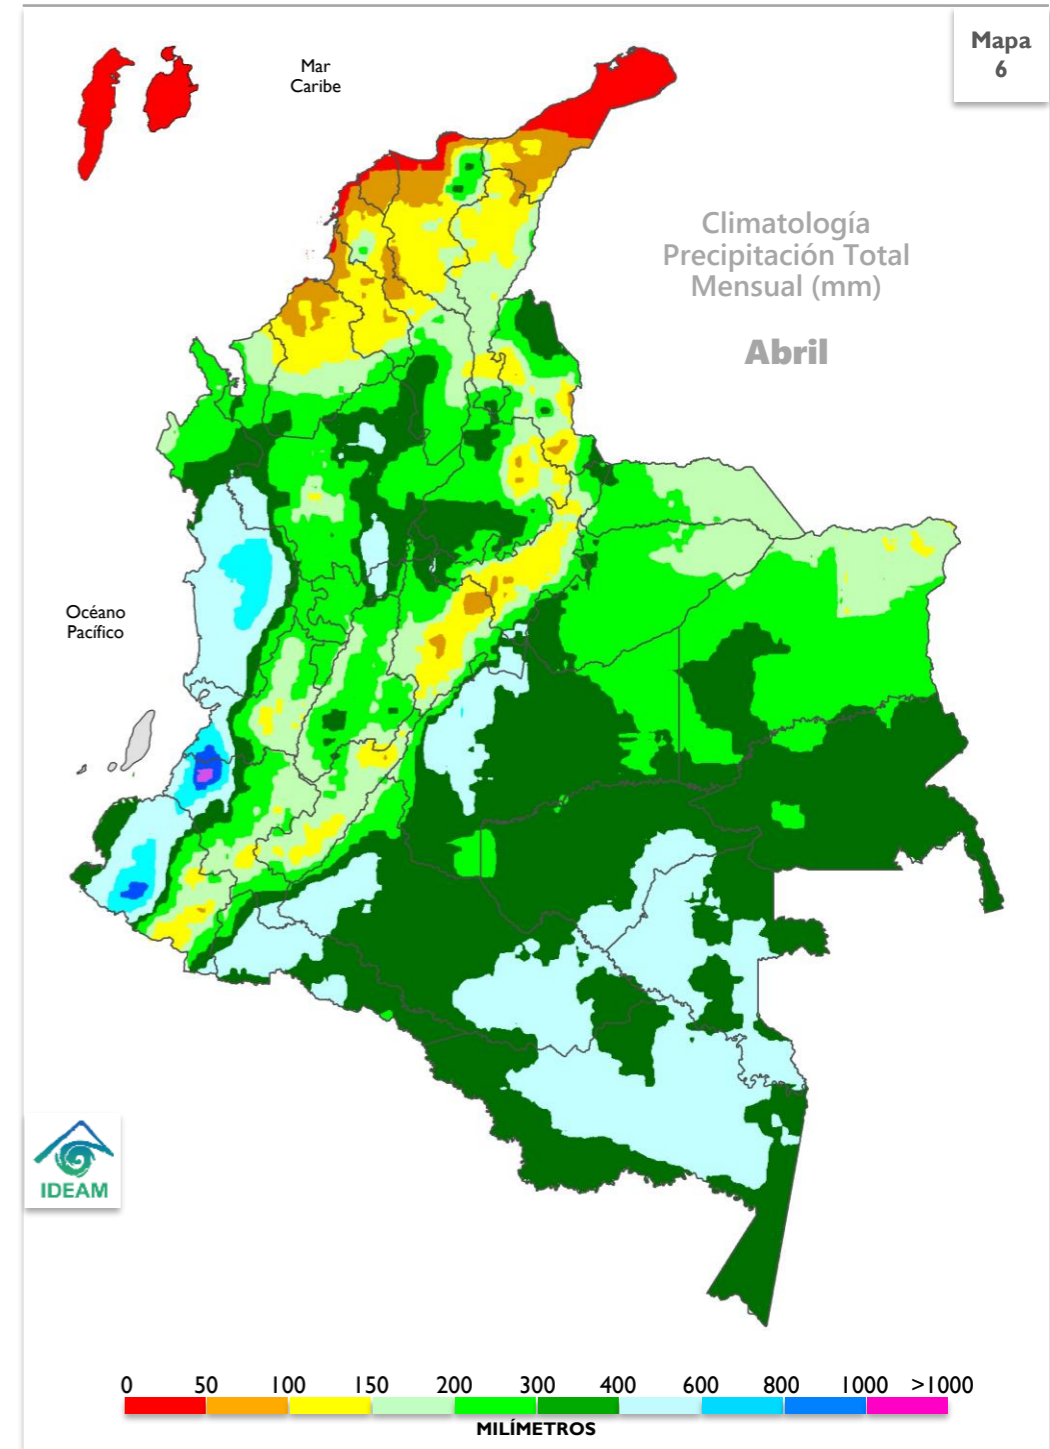 Mapa
6
Mar
Caribe
Climatología
Precipitación Total
Mensual (mm)
Abril
Océano
Pacífico
IDEAM
0 50 100 150 200 300 400 600 800 1000 >1000
MILÍMETROS